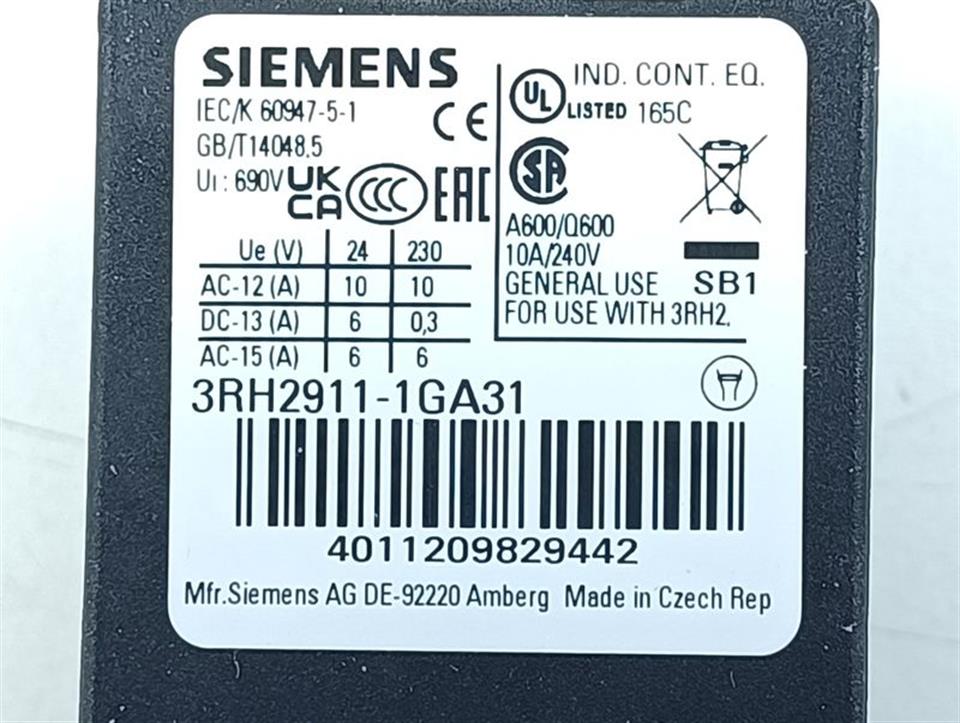 SIEMENS
IEC/K 60947-5-1
CE
GB/T14048.5
Uı : 690V UK CA CCC EAC
Ue (V) 24 230
AC-12 (A) 10 10
DC-13 (A) 6 0,3
AC-15 (A) 6 6
UL LISTED IND. CONT. EQ.
165C
SA
A600/Q600
10A/240V
GENERAL USE SB1
FOR USE WITH 3RH2.
3RH2911-1GA31
4011209829442
Mfr.Siemens AG DE-92220 Amberg Made in Czech Rep